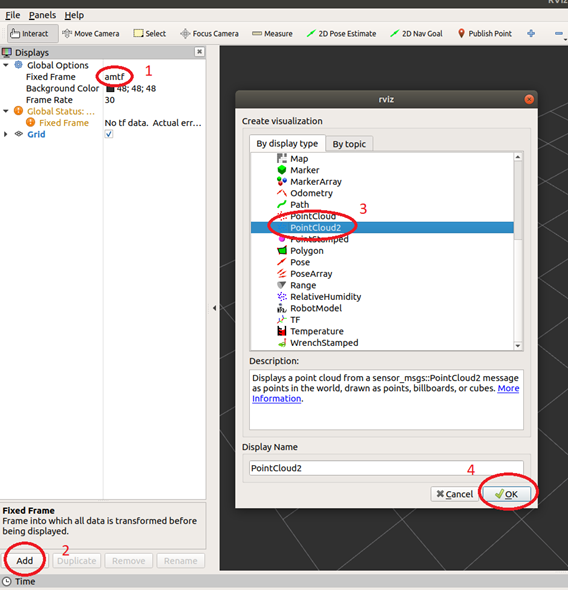 File Panels Help
Interact Move Camera Select Focus Camera Measure 2D Pose Estimate 2D Nav Goal Publish Point
Displays
Global Options
Fixed Frame amtf
1
Background Color 48; 48; 48
Frame Rate 30
Global Status: ...
Fixed Frame No tf data. Actual err...
Grid
Fixed Frame
Frame into which all data is transformed before
being displayed.
2
Add Duplicate Remove Rename
Time
rviz
Create visualization
By display type By topic
Map
Marker
MarkerArray
Odometry
Path
3
PointCloud
PointCloud2
PointStamped
Polygon
Pose
PoseArray
Range
RelativeHumidity
RobotModel
TF
Temperature
WrenchStamped
Description:
Displays a point cloud from a sensor_msgs::PointCloud2 message
as points in the world, drawn as points, billboards, or cubes. More
Information.
Display Name
PointCloud2
4
Cancel OK